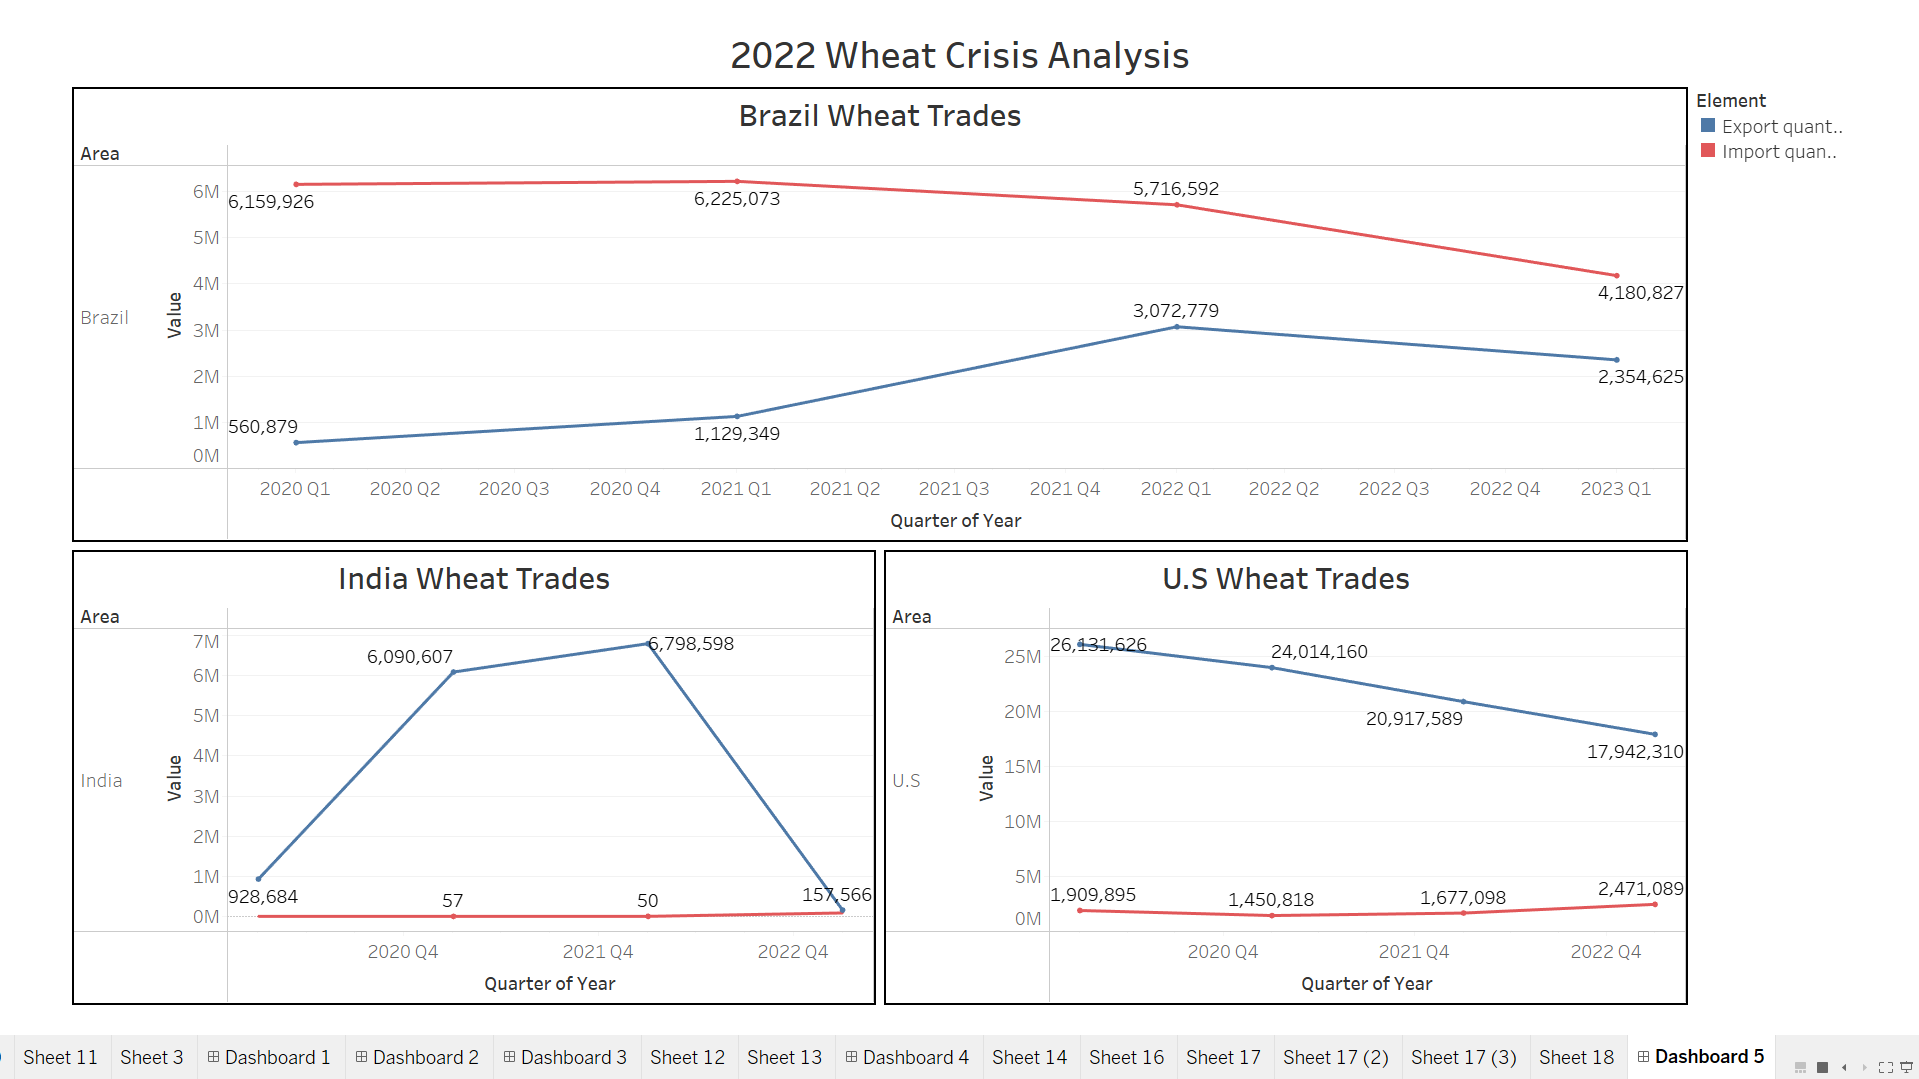 2022 Wheat Crisis Analysis
Brazil Wheat Trades
Element
Export quant..
Import quan..
Area
Brazil
Value
6M
5M
4M
3M
2M
1M
0M
6,159,926
6,225,073
5,716,592
4,180,827
560,879
1,129,349
3,072,779
2,354,625
2020 Q1 2020 Q2 2020 Q3 2020 Q4 2021 Q1 2021 Q2 2021 Q3 2021 Q4 2022 Q1 2022 Q2 2022 Q3 2022 Q4 2023 Q1
Quarter of Year
India Wheat Trades
Area
India
Value
7M
6M
5M
4M
3M
2M
1M
0M
928,684
6,090,607
6,798,598
157,566
57
50
2020 Q4 2021 Q4 2022 Q4
Quarter of Year
U.S Wheat Trades
Area
U.S
Value
25M
20M
15M
10M
5M
0M
26,131,626
24,014,160
20,917,589
17,942,310
1,909,895
1,450,818
1,677,098
2,471,089
2020 Q4 2021 Q4 2022 Q4
Quarter of Year
Sheet 11 Sheet 3 Dashboard 1 Dashboard 2 Dashboard 3 Sheet 12 Sheet 13 Dashboard 4 Sheet 14 Sheet 16 Sheet 17 Sheet 17 (2) Sheet 17 (3) Sheet 18 Dashboard 5